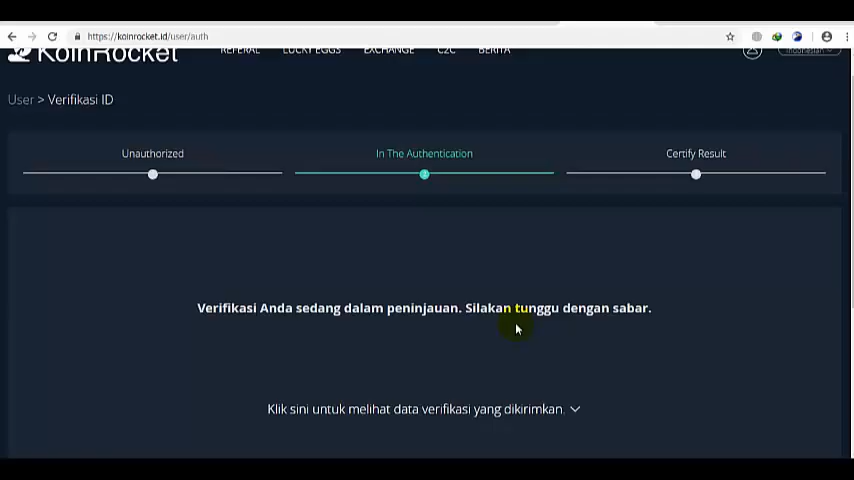 https://koinrocket.id/user/auth
KoinRocket REFERAL LUCKY EGGS EXCHANGE C2C BERITA Indonesian
User > Verifikasi ID
Unauthorized In The Authentication Certify Result
Verifikasi Anda sedang dalam peninjauan. Silakan tunggu dengan sabar.
Klik sini untuk melihat data verifikasi yang dikirimkan.